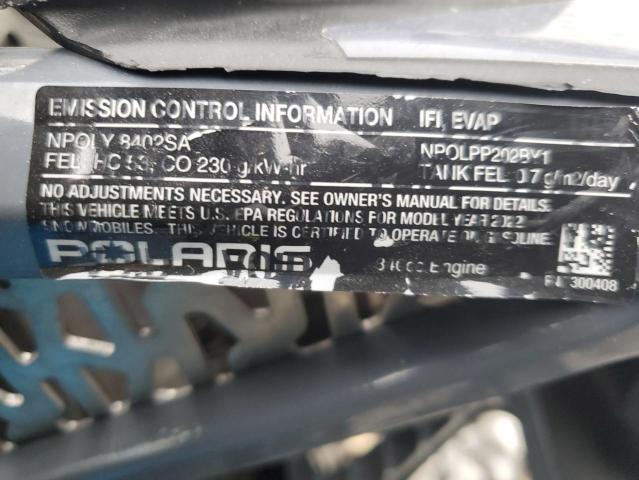 EMISSION CONTROL INFORMATION IFI, EVAP
NPOLY 8402SA NPOLPP202BY1
FEL: HC 53, CO 230 g/kW-hr TANK FEL 0.7 g/m2/day
NO ADJUSTMENTS NECESSARY. SEE OWNER'S MANUAL FOR DETAILS.
THIS VEHICLE MEETS U.S. EPA REGULATIONS FOR MODEL YEAR 2022
SNOWMOBILES. THIS VEHICLE IS CERTIFIED TO OPERATE ON GASOLINE
POLARIS Engine
300408